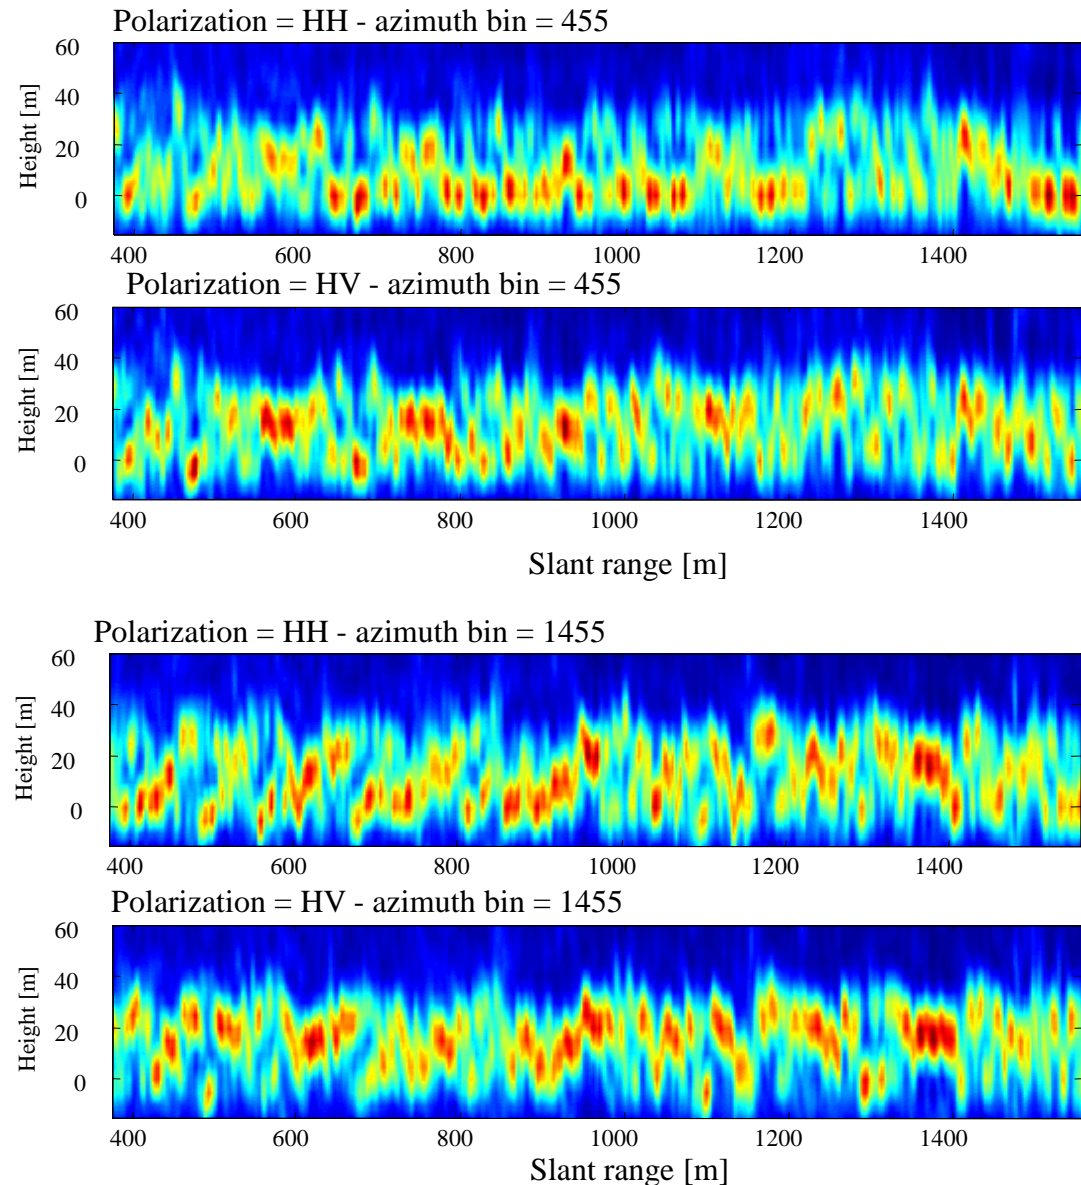 Polarization = HH - azimuth bin = 455
Height [m]
60
40
20
0
400 600 800 1000 1200 1400
Polarization = HV - azimuth bin = 455
Height [m]
60
40
20
0
400 600 800 1000 1200 1400
Slant range [m]
Polarization = HH - azimuth bin = 1455
Height [m]
60
40
20
0
400 600 800 1000 1200 1400
Polarization = HV - azimuth bin = 1455
Height [m]
60
40
20
0
400 600 800 1000 1200 1400
Slant range [m]